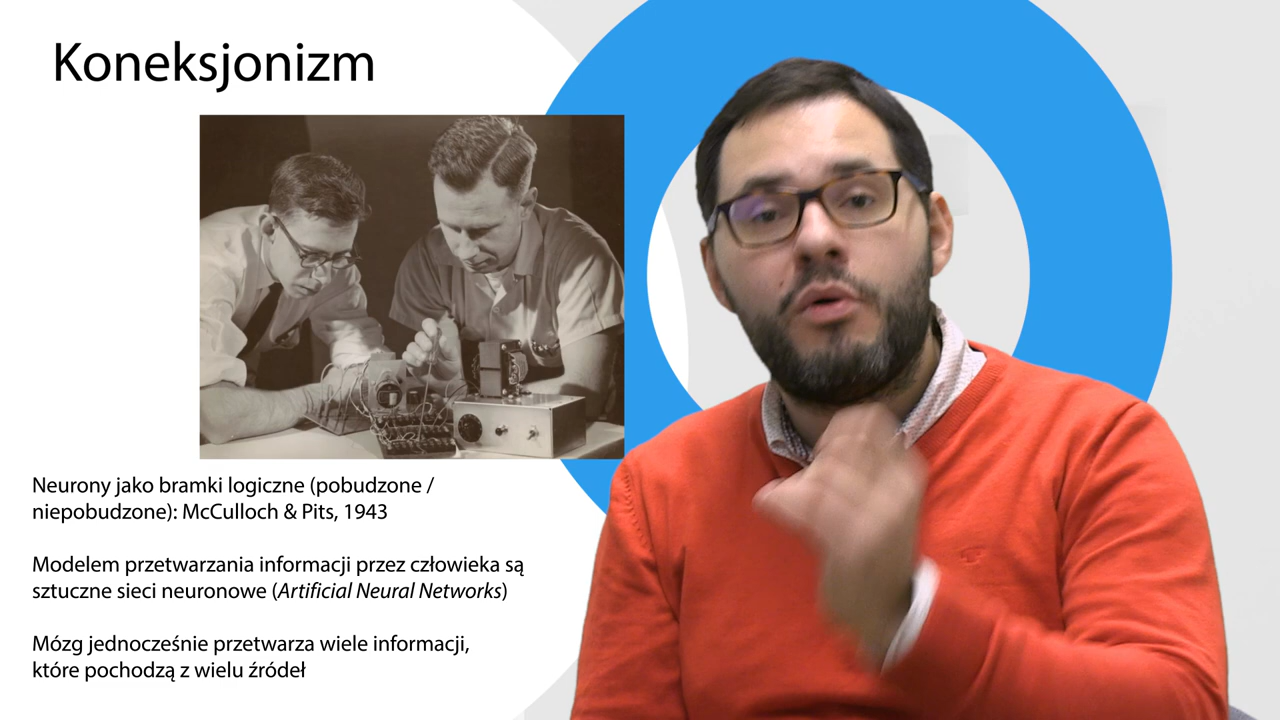 Koneksjonizm
Neurony jako bramki logiczne (pobudzone /
niepobudzone): McCulloch & Pits, 1943
Modelem przetwarzania informacji przez człowieka są
sztuczne sieci neuronowe (Artificial Neural Networks)
Mózg jednocześnie przetwarza wiele informacji,
które pochodzą z wielu źródeł